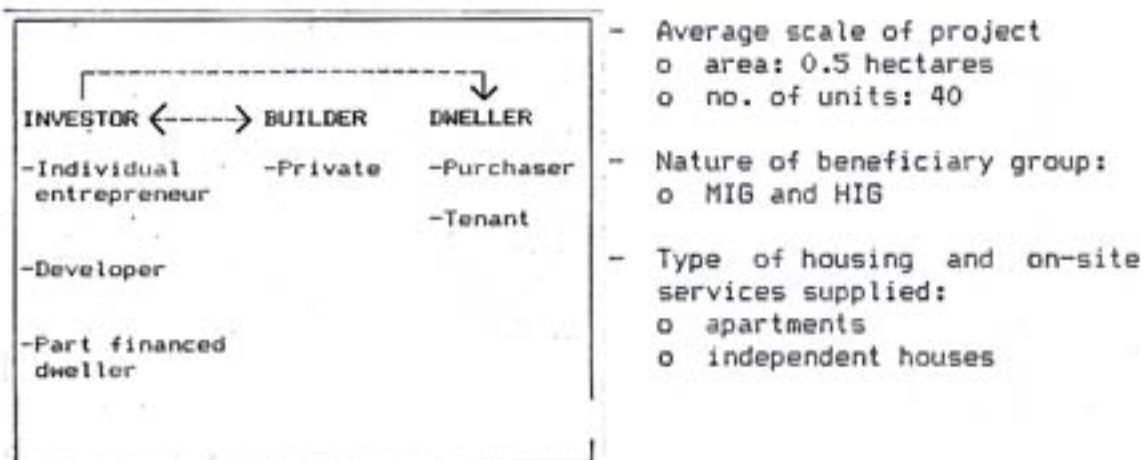 INVESTOR <-----> BUILDER DWELLER
-Individual
entrepreneur
-Private
-Purchaser
-Tenant
-Developer
-Part financed
dweller
- Average scale of project
o area: 0.5 hectares
o no. of units: 40
- Nature of beneficiary group:
o MIG and HIG
- Type of housing and on-site
services supplied:
o apartments
o independent houses